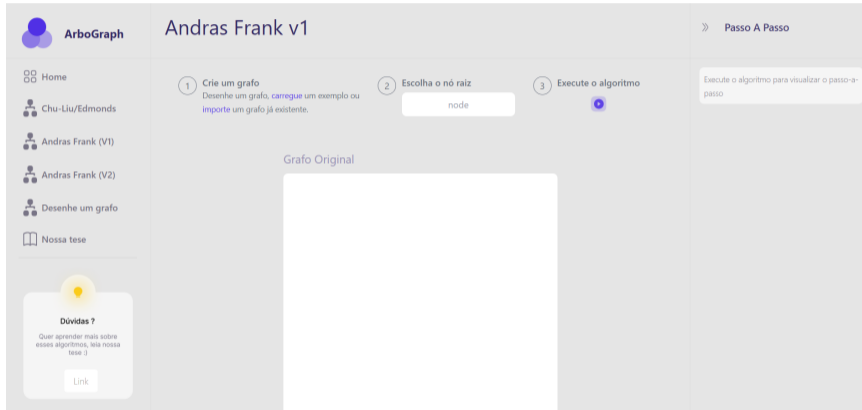 ArboGraph
Home
Chu-Liu/Edmonds
Andras Frank (V1)
Andras Frank (V2)
Desenhe um grafo
Nossa tese
Dúvidas ?
Quer aprender mais sobre
esses algoritmos, leia nossa
tese :)
Link
Andras Frank v1
1
Crie um grafo
Desenhe um grafo, carregue um exemplo ou
importe um grafo já existente.
2
Escolha o nó raiz
node
3
Execute o algoritmo
Grafo Original
Passo A Passo
Execute o algoritmo para visualizar o passo-a-
passo